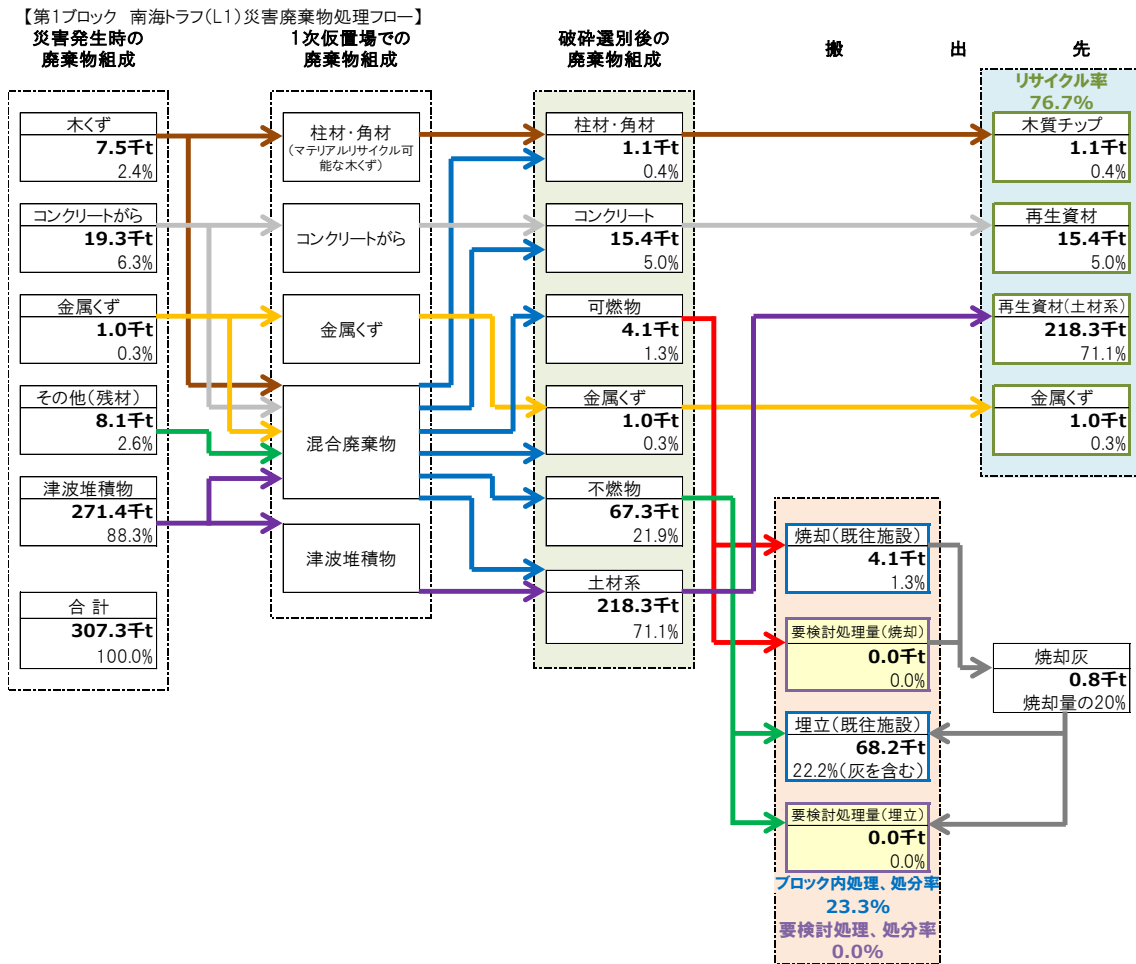 【第1ブロック 南海トラフ(L1)災害廃棄物処理フロー】
災害発生時の
廃棄物組成
1次仮置場での
廃棄物組成
破砕選別後の
廃棄物組成
搬 出 先
木くず
7.5千t
2.4%
コンクリートがら
19.3千t
6.3%
金属くず
1.0千t
0.3%
その他(残材)
8.1千t
2.6%
津波堆積物
271.4千t
88.3%
合 計
307.3千t
100.0%
柱材・角材
(マテリアルリサイクル可
能な木くず)
コンクリートがら
金属くず
混合廃棄物
津波堆積物
柱材・角材
1.1千t
0.4%
コンクリート
15.4千t
5.0%
可燃物
4.1千t
1.3%
金属くず
1.0千t
0.3%
不燃物
67.3千t
21.9%
土材系
218.3千t
71.1%
リサイクル率
76.7%
木質チップ
1.1千t
0.4%
再生資材
15.4千t
5.0%
再生資材(土材系)
218.3千t
71.1%
金属くず
1.0千t
0.3%
焼却(既往施設)
4.1千t
1.3%
要検討処理量(焼却)
0.0千t
0.0%
埋立(既往施設)
68.2千t
22.2%(灰を含む)
要検討処理量(埋立)
0.0千t
0.0%
ブロック内処理、処分率
23.3%
要検討処理、処分率
0.0%
焼却灰
0.8千t
焼却量の20%